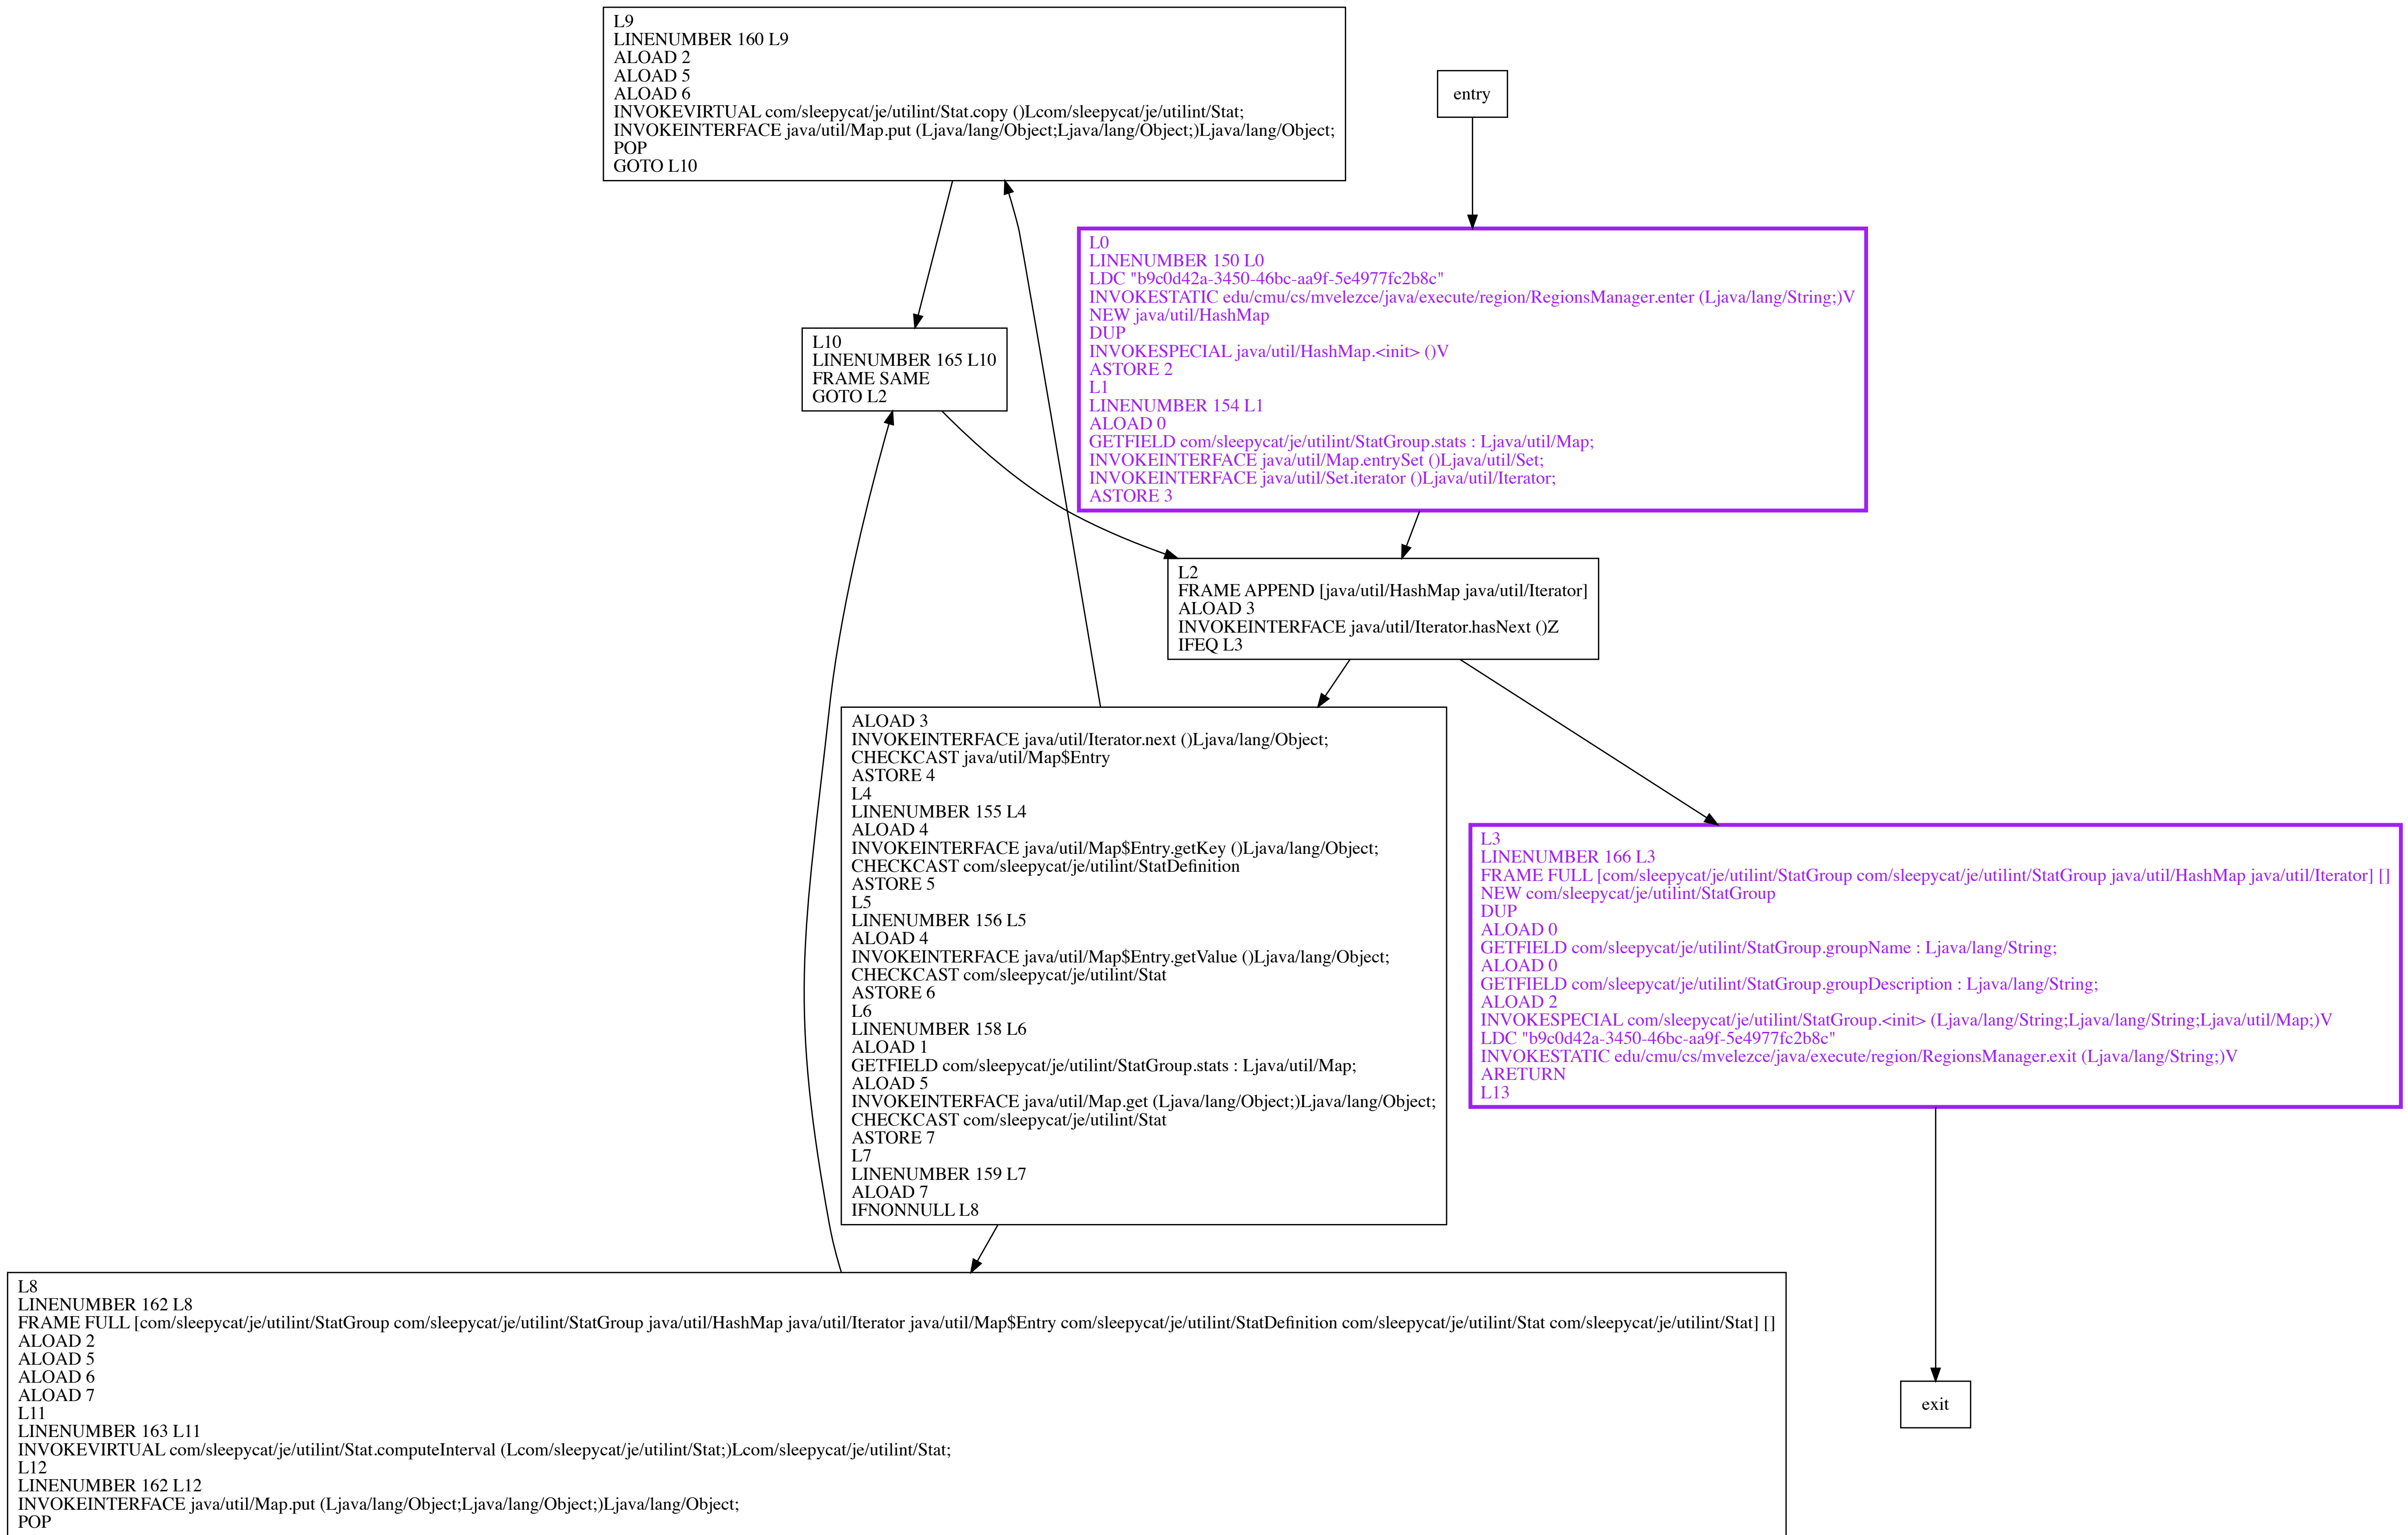 L9
LINENUMBER 160 L9
ALOAD 2
ALOAD 5
ALOAD 6
INVOKEVIRTUAL com/sleepycat/je/utilint/Stat.copy ()Lcom/sleepycat/je/utilint/Stat;
INVOKEINTERFACE java/util/Map.put (Ljava/lang/Object;Ljava/lang/Object;)Ljava/lang/Object;
POP
GOTO L10
entry
L0
LINENUMBER 150 L0
LDC "b9c0d42a-3450-46bc-aa9f-5e4977fc2b8c"
INVOKESTATIC edu/cmu/cs/mvelezce/java/execute/region/RegionsManager.enter (Ljava/lang/String;)V
NEW java/util/HashMap
DUP
INVOKESPECIAL java/util/HashMap.<init> ()V
ASTORE 2
L1
LINENUMBER 154 L1
ALOAD 0
GETFIELD com/sleepycat/je/utilint/StatGroup.stats : Ljava/util/Map;
INVOKEINTERFACE java/util/Map.entrySet ()Ljava/util/Set;
INVOKEINTERFACE java/util/Set.iterator ()Ljava/util/Iterator;
ASTORE 3
L10
LINENUMBER 165 L10
FRAME SAME
GOTO L2
L2
FRAME APPEND [java/util/HashMap java/util/Iterator]
ALOAD 3
INVOKEINTERFACE java/util/Iterator.hasNext ()Z
IFEQ L3
ALOAD 3
INVOKEINTERFACE java/util/Iterator.next ()Ljava/lang/Object;
CHECKCAST java/util/Map$Entry
ASTORE 4
L4
LINENUMBER 155 L4
ALOAD 4
INVOKEINTERFACE java/util/Map$Entry.getKey ()Ljava/lang/Object;
CHECKCAST com/sleepycat/je/utilint/StatDefinition
ASTORE 5
L5
LINENUMBER 156 L5
ALOAD 4
INVOKEINTERFACE java/util/Map$Entry.getValue ()Ljava/lang/Object;
CHECKCAST com/sleepycat/je/utilint/Stat
ASTORE 6
L6
LINENUMBER 158 L6
ALOAD 1
GETFIELD com/sleepycat/je/utilint/StatGroup.stats : Ljava/util/Map;
ALOAD 5
INVOKEINTERFACE java/util/Map.get (Ljava/lang/Object;)Ljava/lang/Object;
CHECKCAST com/sleepycat/je/utilint/Stat
ASTORE 7
L7
LINENUMBER 159 L7
ALOAD 7
IFNONNULL L8
L3
LINENUMBER 166 L3
FRAME FULL [com/sleepycat/je/utilint/StatGroup com/sleepycat/je/utilint/StatGroup java/util/HashMap java/util/Iterator] []
NEW com/sleepycat/je/utilint/StatGroup
DUP
ALOAD 0
GETFIELD com/sleepycat/je/utilint/StatGroup.groupName : Ljava/lang/String;
ALOAD 0
GETFIELD com/sleepycat/je/utilint/StatGroup.groupDescription : Ljava/lang/String;
ALOAD 2
INVOKESPECIAL com/sleepycat/je/utilint/StatGroup.<init> (Ljava/lang/String;Ljava/lang/String;Ljava/util/Map;)V
LDC "b9c0d42a-3450-46bc-aa9f-5e4977fc2b8c"
INVOKESTATIC edu/cmu/cs/mvelezce/java/execute/region/RegionsManager.exit (Ljava/lang/String;)V
ARETURN
L13
L8
LINENUMBER 162 L8
FRAME FULL [com/sleepycat/je/utilint/StatGroup com/sleepycat/je/utilint/StatGroup java/util/HashMap java/util/Iterator java/util/Map$Entry com/sleepycat/je/utilint/StatDefinition com/sleepycat/je/utilint/Stat com/sleepycat/je/utilint/Stat] []
ALOAD 2
ALOAD 5
ALOAD 6
ALOAD 7
L11
LINENUMBER 163 L11
INVOKEVIRTUAL com/sleepycat/je/utilint/Stat.computeInterval (Lcom/sleepycat/je/utilint/Stat;)Lcom/sleepycat/je/utilint/Stat;
L12
LINENUMBER 162 L12
INVOKEINTERFACE java/util/Map.put (Ljava/lang/Object;Ljava/lang/Object;)Ljava/lang/Object;
POP
exit